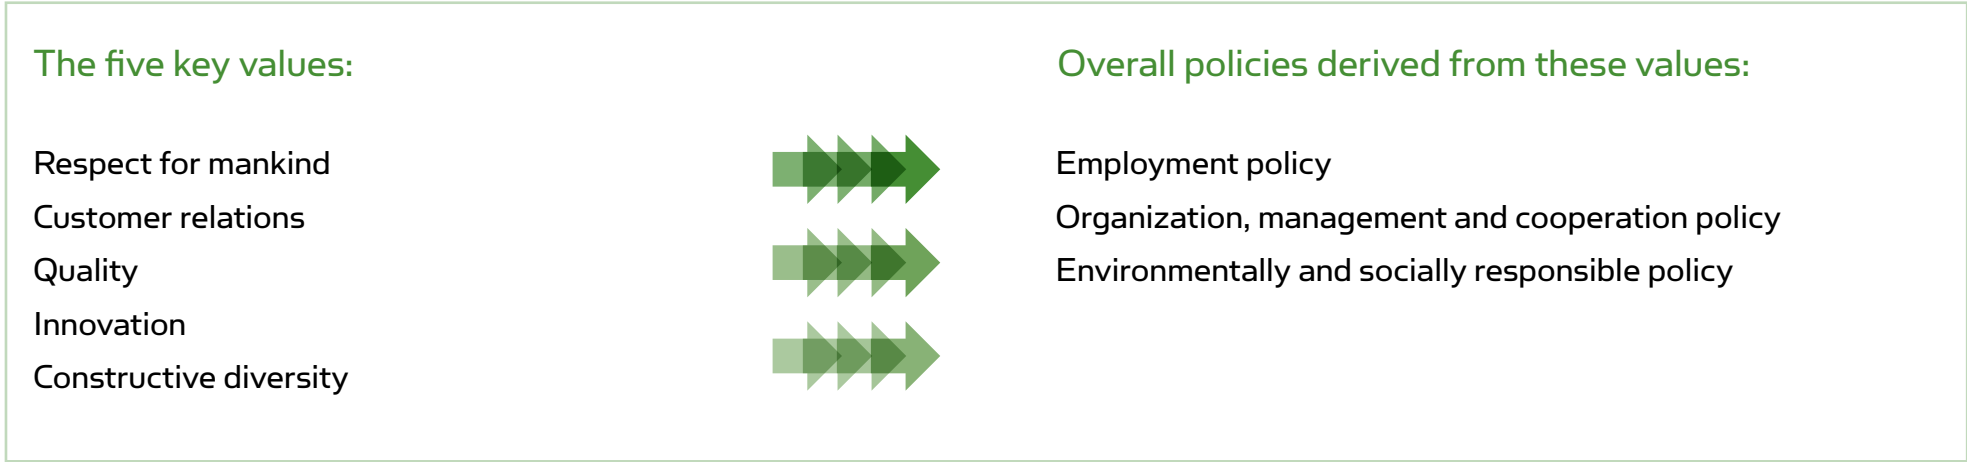 The five key values:
Respect for mankind
Customer relations
Quality
Innovation
Constructive diversity
Overall policies derived from these values:
Employment policy
Organization, management and cooperation policy
Environmentally and socially responsible policy